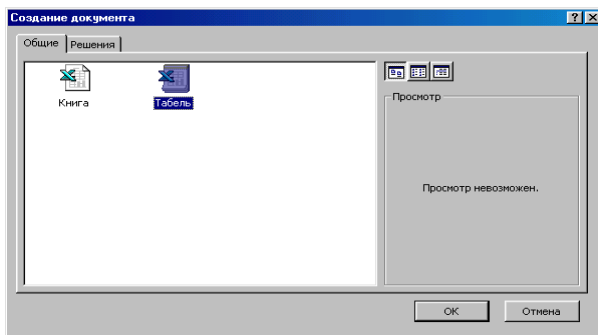 Создание документа
Общие Решения
Книга Табель
Просмотр
Просмотр невозможен.
OK Отмена